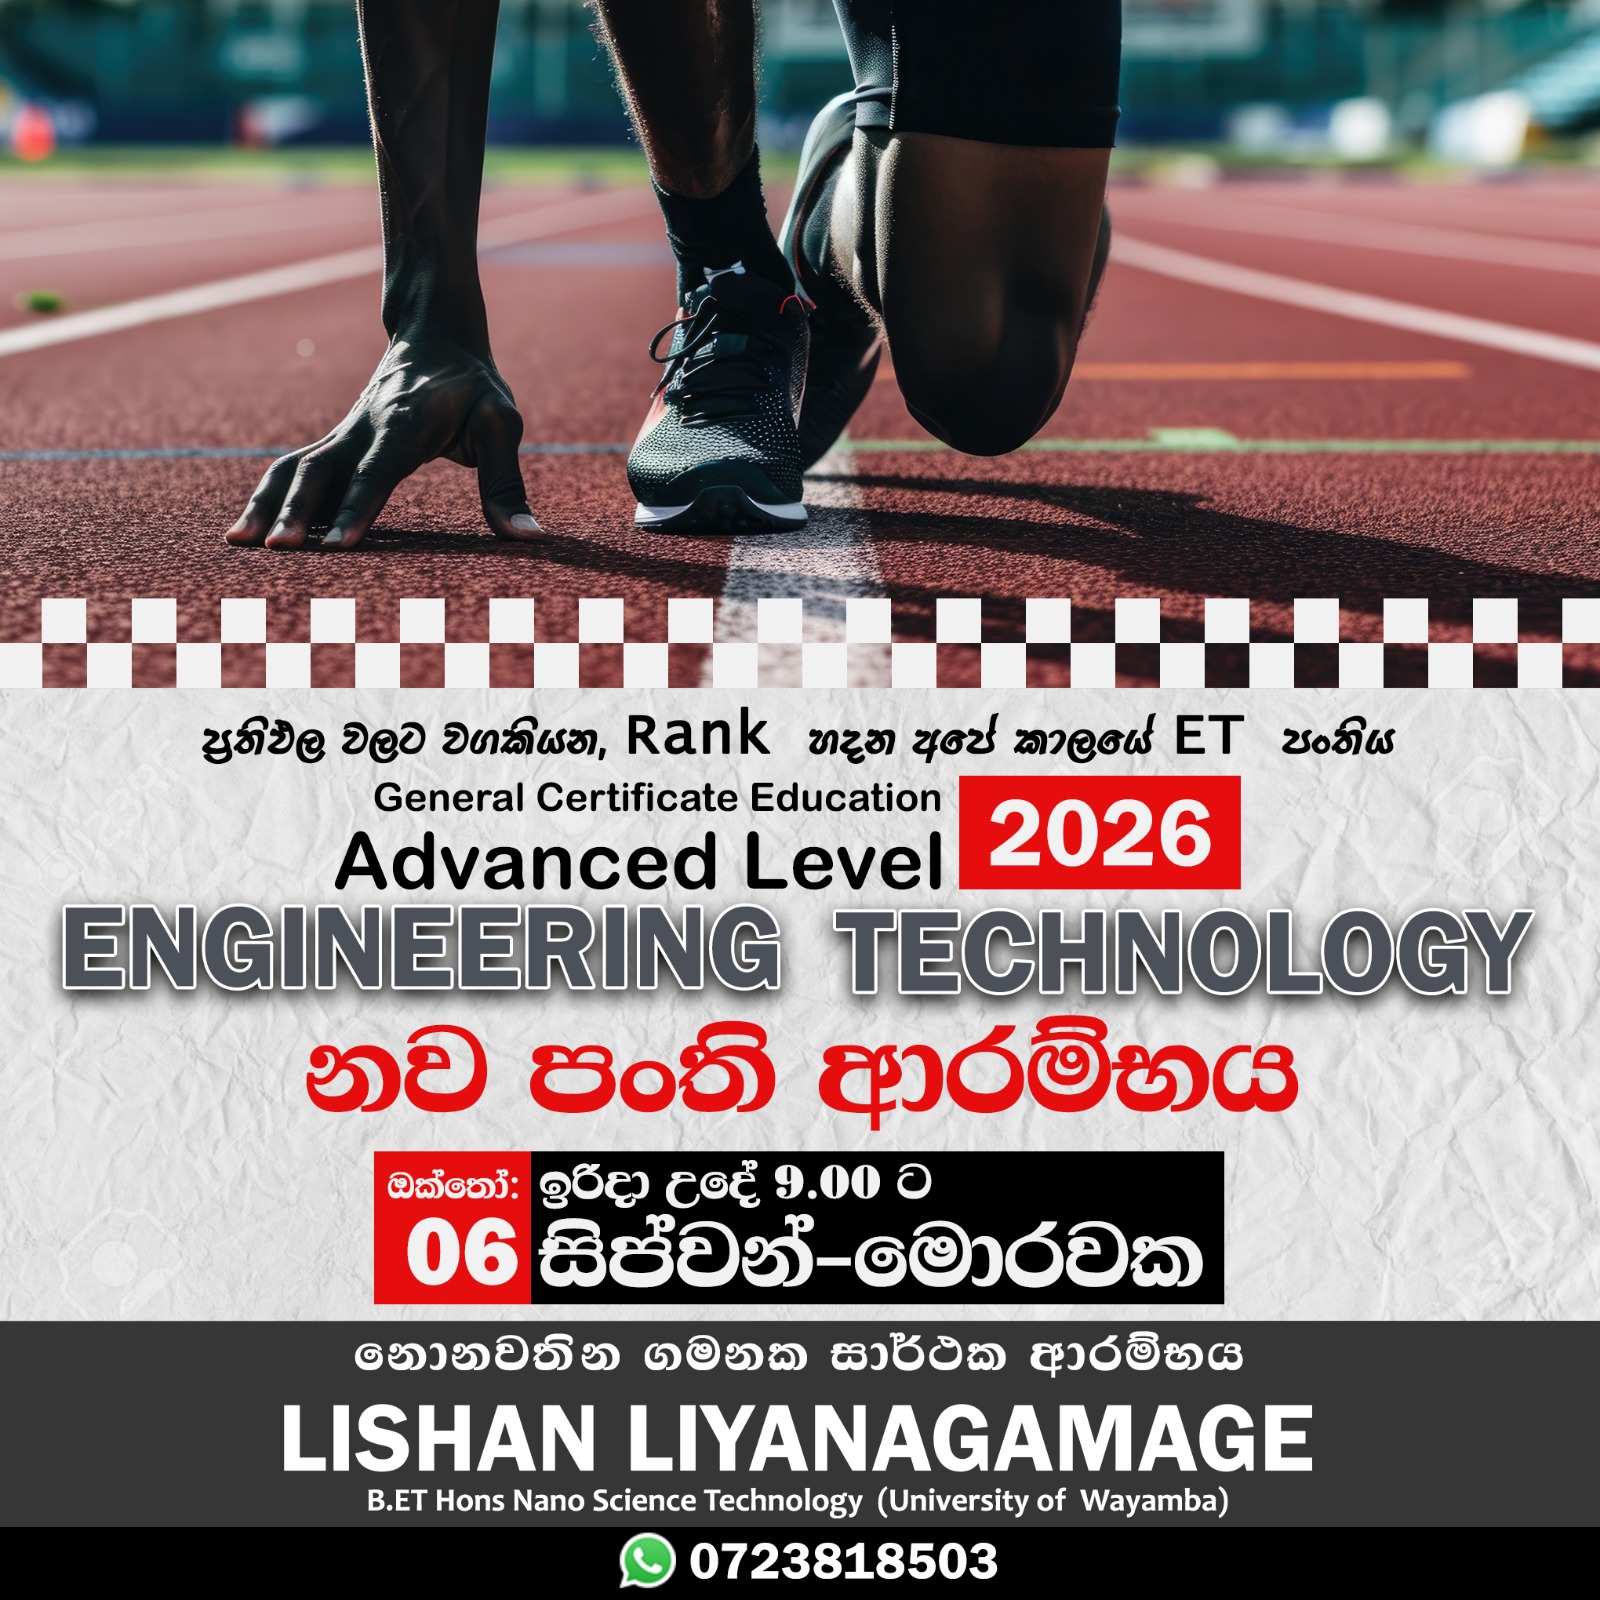 ප්‍රතිඵල වලට වගකියන, Rank හදන අපේ කාලයේ ET පංතිය
General Certificate Education
Advanced Level
2026
ENGINEERING TECHNOLOGY
නව පංති ආරම්භය
ඔක්තෝ:
06
ඉරිදා උදේ 9.00 ට
සිප්වන්-මොරවක
නොනවතින ගමනක සාර්ථක ආරම්භය
LISHAN LIYANAGAMAGE
B.ET Hons Nano Science Technology (University of Wayamba)
0723818503